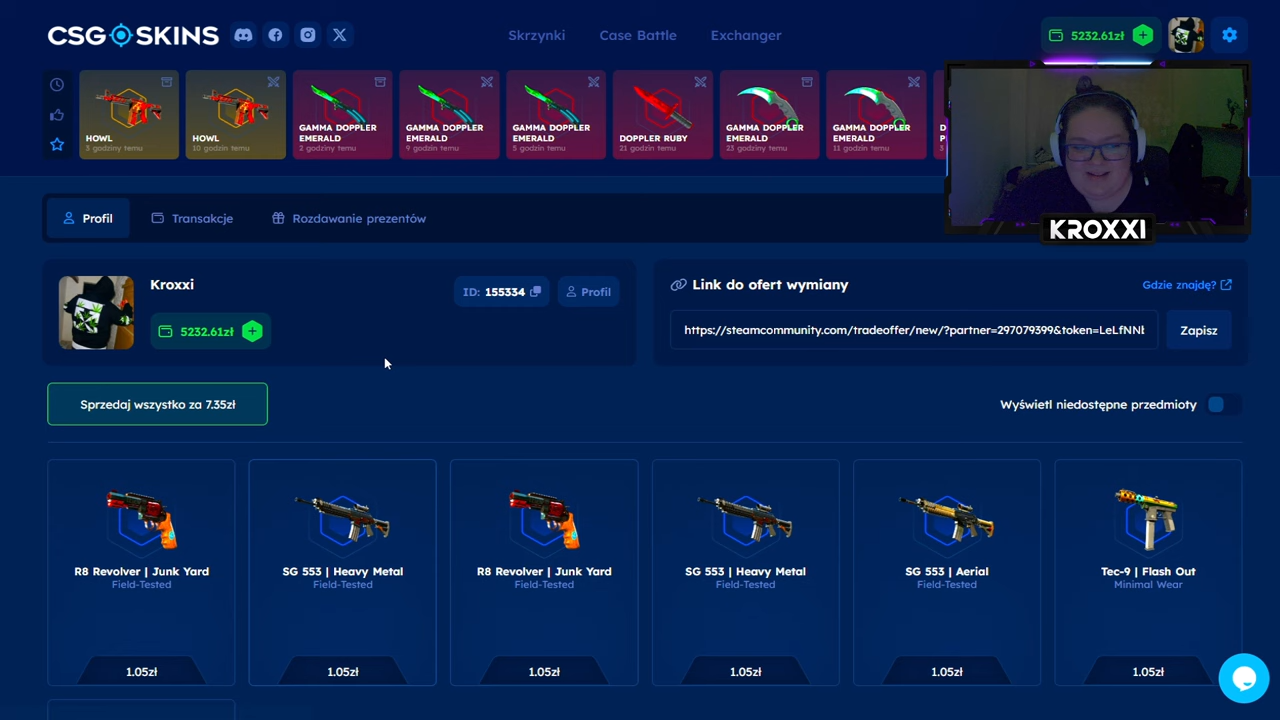 CSG SKINS
Skrzynki
Case Battle
Exchanger
5232.61zł
HOWL
3 godziny temu
HOWL
10 godzin temu
GAMMA DOPPLER
EMERALD
2 godziny temu
GAMMA DOPPLER
EMERALD
9 godzin temu
GAMMA DOPPLER
EMERALD
5 godzin temu
DOPPLER RUBY
21 godzin temu
GAMMA DOPPLER
EMERALD
23 godziny temu
GAMMA DOPPLER
EMERALD
11 godzin temu
KROXXI
Profil
Transakcje
Rozdawanie prezentów
Kroxxi
ID: 155334
Profil
5232.61zł
Link do ofert wymiany
Gdzie znajdę?
https://steamcommunity.com/tradeoffer/new/?partner=297079399&token=LeLfNNł
Zapisz
Sprzedaj wszystko za 7.35zł
Wyświetl niedostępne przedmioty
R8 Revolver | Junk Yard
Field-Tested
1.05zł
SG 553 | Heavy Metal
Field-Tested
1.05zł
R8 Revolver | Junk Yard
Field-Tested
1.05zł
SG 553 | Heavy Metal
Field-Tested
1.05zł
SG 553 | Aerial
Field-Tested
1.05zł
Tec-9 | Flash Out
Minimal Wear
1.05zł